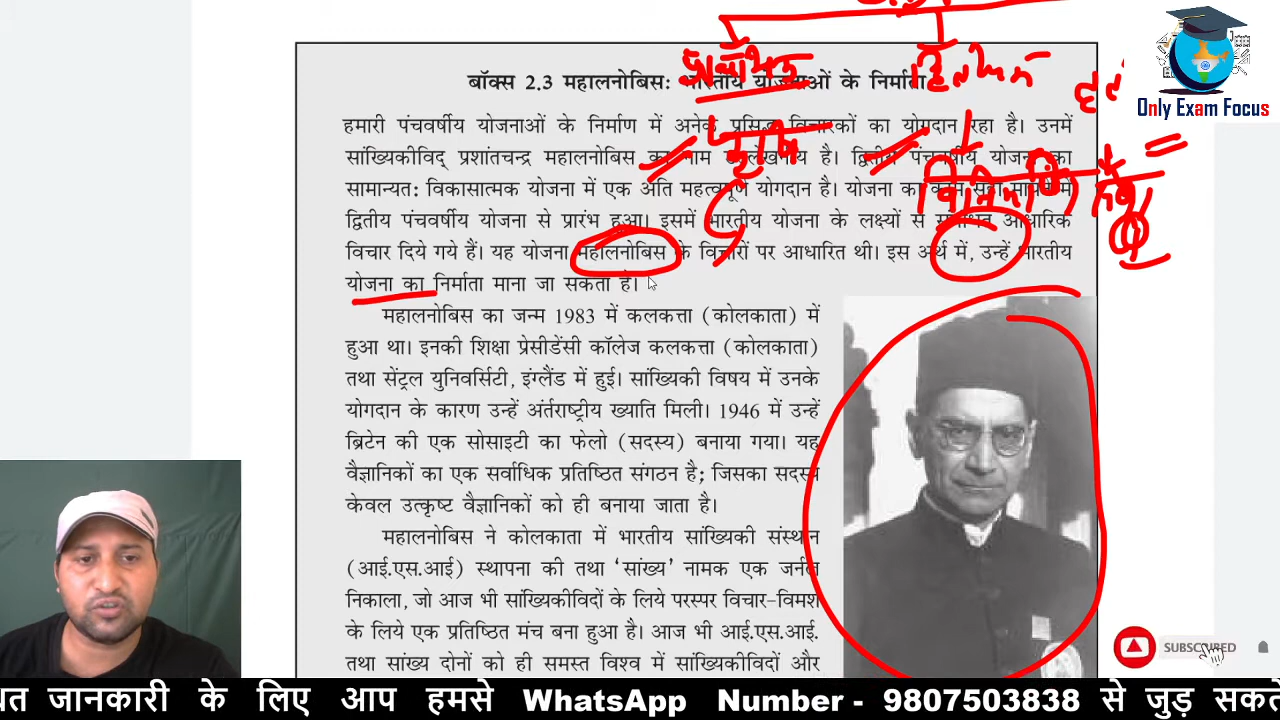 बॉक्स 2.3 महालनोबिस: भारतीय योजनाओं के निर्माता
हमारी पंचवर्षीय योजनाओं के निर्माण में अनेक प्रसिद्ध विचारकों का योगदान रहा है। उनमें
सांख्यिकीविद् प्रशांतचन्द्र महालनोबिस का नाम उल्लेखनीय है। द्वितीय पंचवर्षीय योजना का
सामान्यत: विकासात्मक योजना में एक अति महत्वपूर्ण योगदान है। योजना का काम सही मायने में
द्वितीय पंचवर्षीय योजना से प्रारंभ हुआ। इसमें भारतीय योजना के लक्ष्यों से संबंधित आधारिक
विचार दिये गये हैं। यह योजना महालनोबिस के विचारों पर आधारित थी। इस अर्थ में, उन्हें भारतीय
योजना का निर्माता माना जा सकता है।
महालनोबिस का जन्म 1983 में कलकत्ता (कोलकाता) में
हुआ था। इनकी शिक्षा प्रेसीडेंसी कॉलेज कलकत्ता (कोलकाता)
तथा सेंट्रल युनिवर्सिटी, इंग्लैंड में हुई। सांख्यिकी विषय में उनके
योगदान के कारण उन्हें अंर्तराष्ट्रीय ख्याति मिली। 1946 में उन्हें
ब्रिटेन की एक सोसाइटी का फेलो (सदस्य) बनाया गया। यह
वैज्ञानिकों का एक सर्वाधिक प्रतिष्ठित संगठन है; जिसका सदस्य
केवल उत्कृष्ट वैज्ञानिकों को ही बनाया जाता है।
महालनोबिस ने कोलकाता में भारतीय सांख्यिकी संस्थान
(आई.एस.आई) स्थापना की तथा ‘सांख्य’ नामक एक जर्नल
निकाला, जो आज भी सांख्यिकीविदों के लिये परस्पर विचार-विमश
के लिये एक प्रतिष्ठित मंच बना हुआ है। आज भी आई.एस.आई.
तथा सांख्य दोनों को ही समस्त विश्व में सांख्यिकीविदों और
Only Exam Focus
SUBSCRIBED
जानकारी के लिए आप हमसे WhatsApp Number - 9807503838 से जुड़ सकते